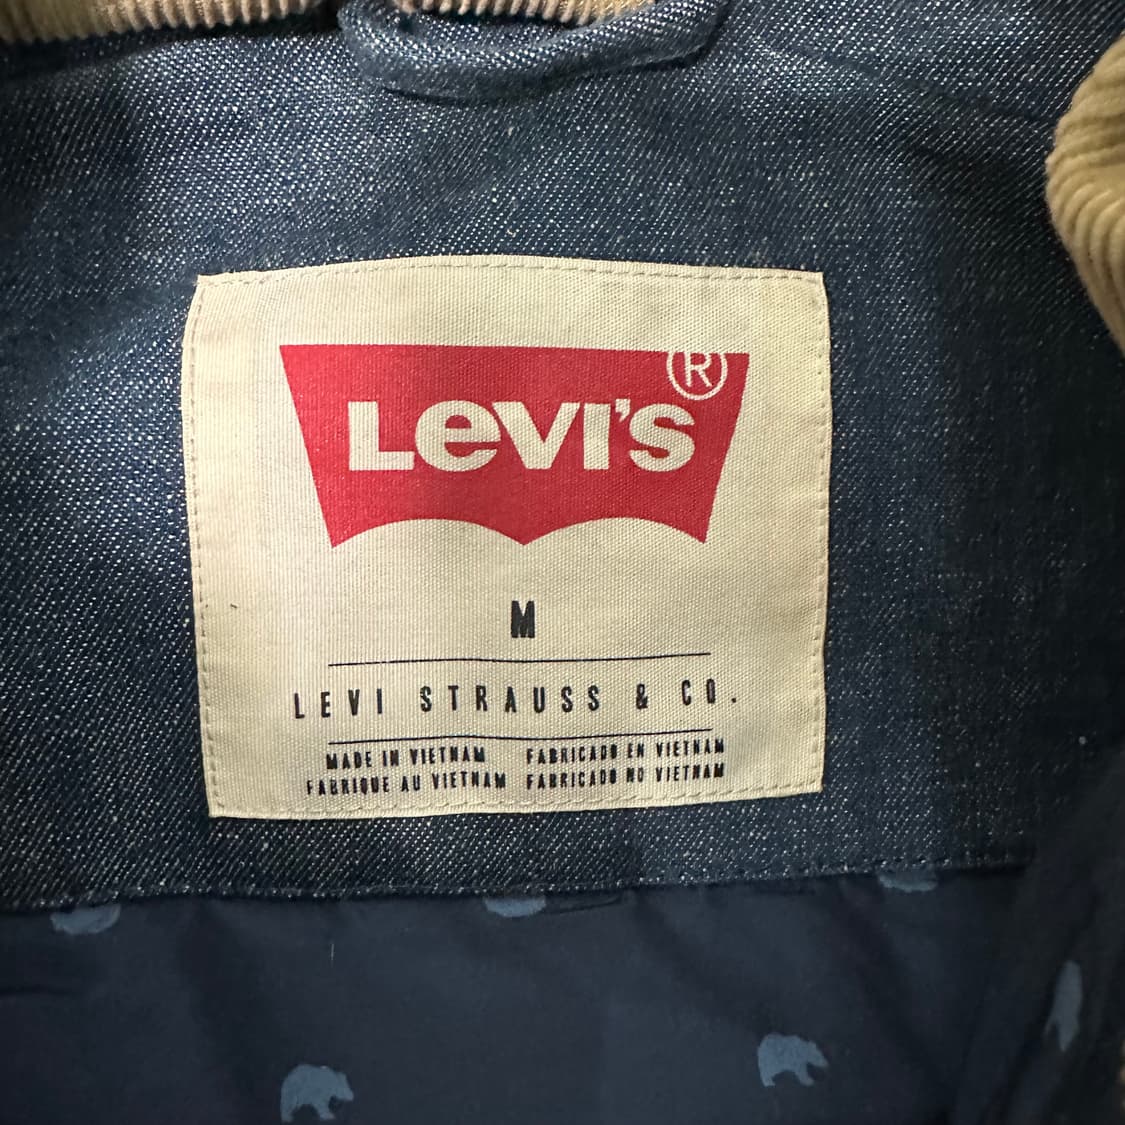 LEVI'S®
M
LEVI STRAUSS & CO.
MADE IN VIETNAM FABRICADO EN VIETNAM
FABRIQUE AU VIETNAM FABRICADO NO VIETNAM